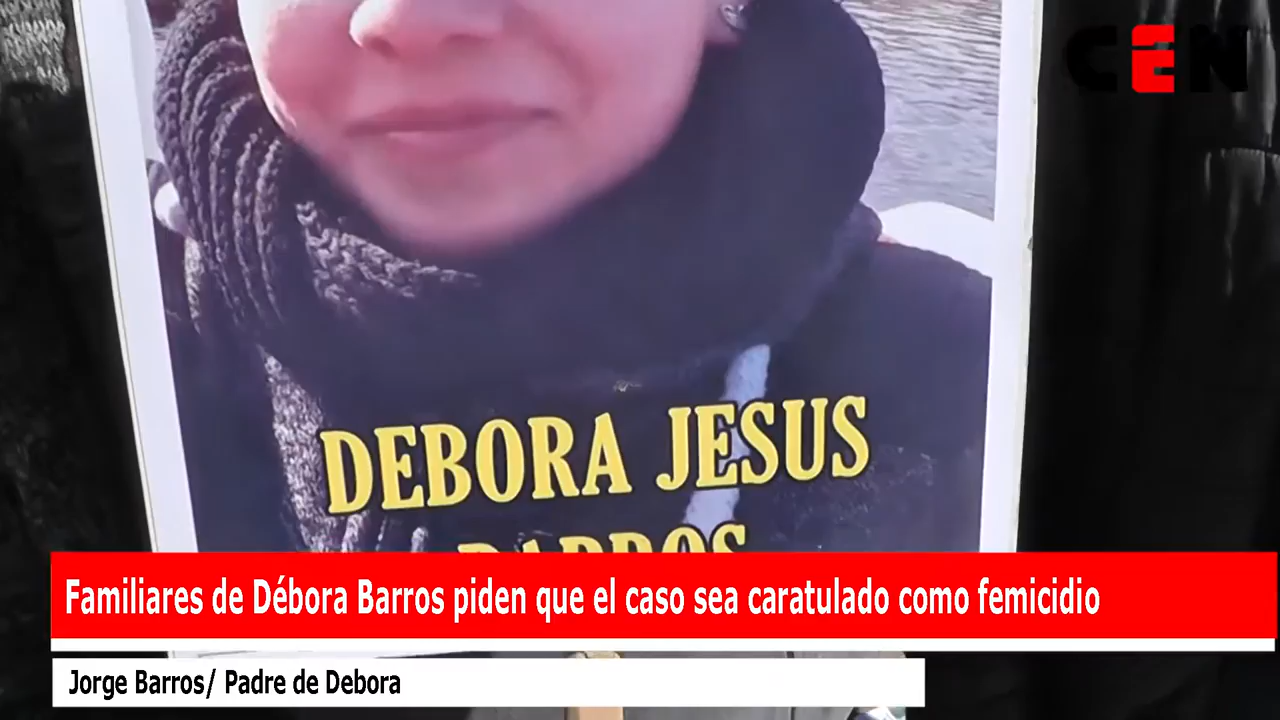 CEN
DEBORA JESUS
BARROS
Familiares de Débora Barros piden que el caso sea caratulado como femicidio
Jorge Barros/ Padre de Debora